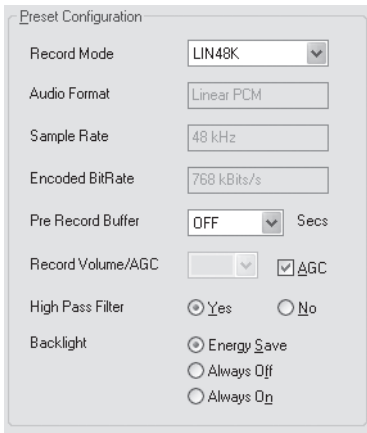 Preset Configuration
Record Mode LIN48K
Audio Format Linear PCM
Sample Rate 48 kHz
Encoded BitRate 768 kBits/s
Pre Record Buffer OFF Secs
Record Volume/AGC AGC
High Pass Filter Yes No
Backlight Energy Save
Always Off
Always On